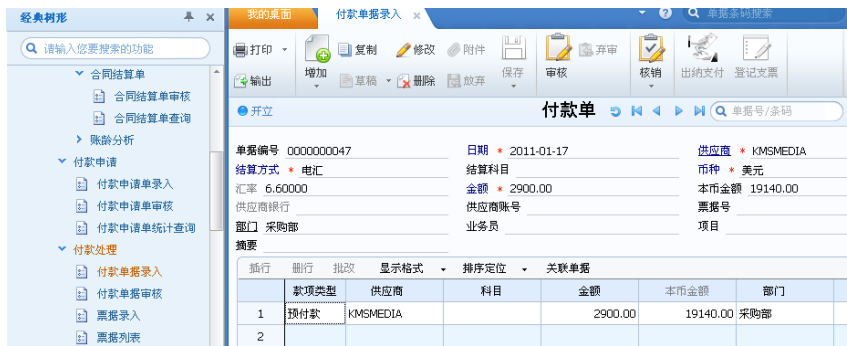 经典树形
请输入您要搜索的功能
合同结算单
合同结算单审核
合同结算单查询
账龄分析
付款申请
付款申请单录入
付款申请单审核
付款申请单统计查询
付款处理
付款单据录入
付款单据审核
票据录入
票据列表
我的桌面 付款单据录入 单据条码搜索
打印 复制 修改 附件 弃审
输出 增加 草稿 删除 放弃 保存 审核 核销 出纳支付 登记支票
开立 付款单 单据号/条码
单据编号 0000000047 日期 * 2011-01-17 供应商 * KMSMEDIA
结算方式 * 电汇 结算科目 币种 * 美元
汇率 6.60000 金额 * 2900.00 本币金额 19140.00
供应商银行 供应商账号 票据号
部门 采购部 业务员 项目
摘要
插行 删行 批改 显示格式 排序定位 关联单据
款项类型 供应商 科目 金额 本币金额 部门
1 预付款 KMSMEDIA 2900.00 19140.00 采购部
2